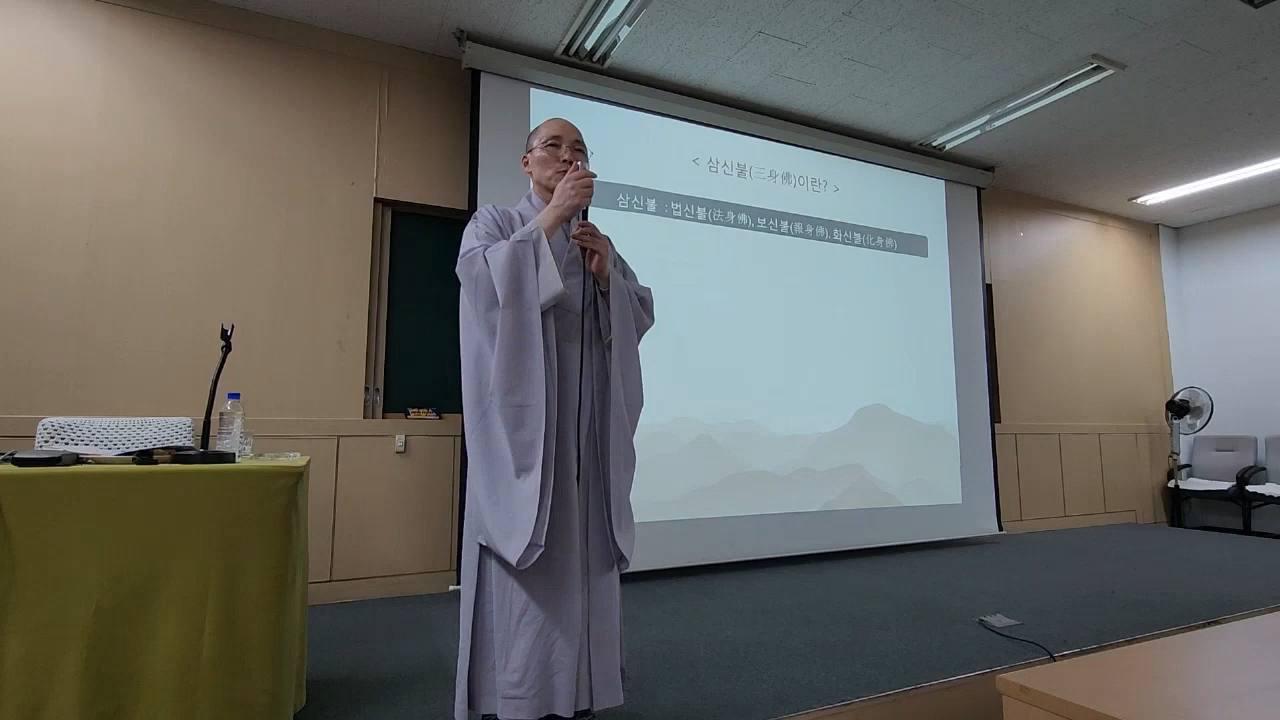 < 삼신불(三身佛)이란? >
삼신불 : 법신불(法身佛), 보신불(報身佛), 화신불(化身佛)